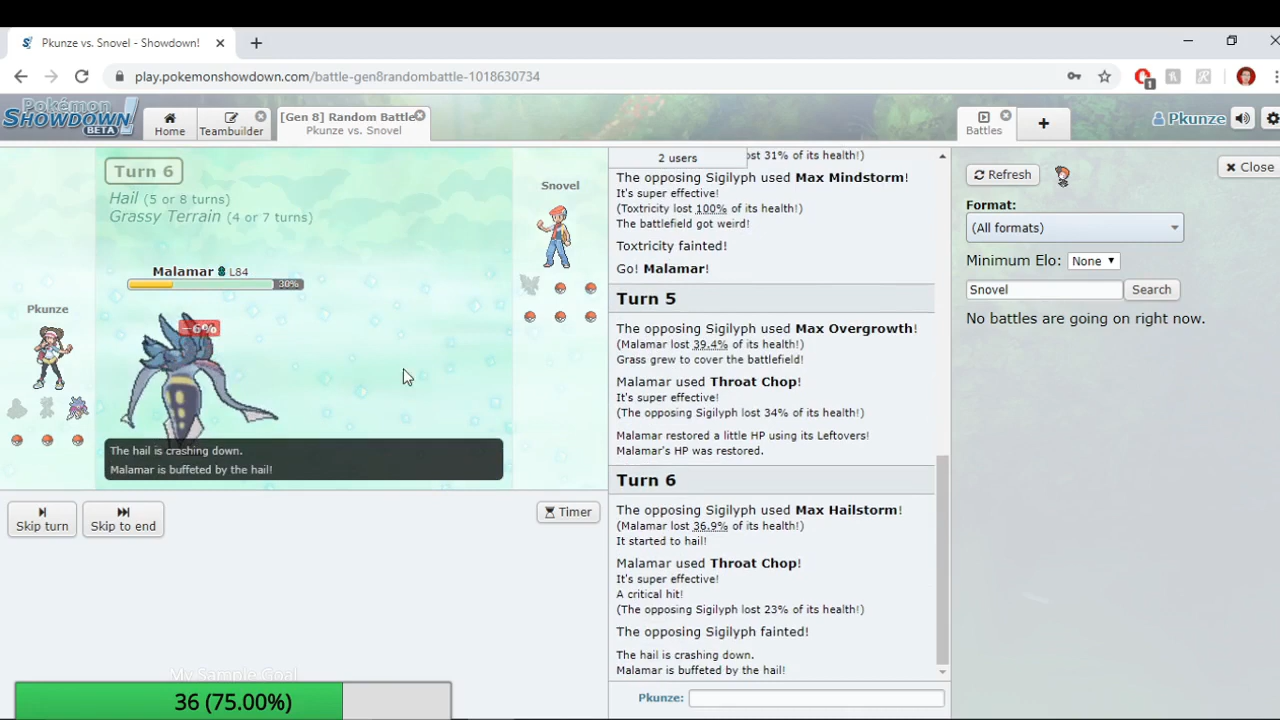 Pkunze vs. Snovel - Showdown!
play.pokemonshowdown.com/battle-gen8randombattle-1018630734
1
Pokémon
SHOWDOWN!
BETA
Home
Teambuilder
[Gen 8] Random Battle
Pkunze vs. Snovel
Battles
Pkunze
Turn 6
Hail (5 or 8 turns)
Grassy Terrain (4 or 7 turns)
Snovel
Malamar L84
30%
Pkunze
−6%
The hail is crashing down.
Malamar is buffeted by the hail!
Skip turn
Skip to end
Timer
2 users
ost 31% of its health!)
The opposing Sigilyph used Max Mindstorm!
It's super effective!
(Toxtricity lost 100% of its health!)
The battlefield got weird!
Toxtricity fainted!
Go! Malamar!
Turn 5
The opposing Sigilyph used Max Overgrowth!
(Malamar lost 39.4% of its health!)
Grass grew to cover the battlefield!
Malamar used Throat Chop!
It's super effective!
(The opposing Sigilyph lost 34% of its health!)
Malamar restored a little HP using its Leftovers!
Malamar's HP was restored.
Turn 6
The opposing Sigilyph used Max Hailstorm!
(Malamar lost 36.9% of its health!)
It started to hail!
Malamar used Throat Chop!
It's super effective!
A critical hit!
(The opposing Sigilyph lost 23% of its health!)
The opposing Sigilyph fainted!
The hail is crashing down.
Malamar is buffeted by the hail!
Pkunze:
Refresh
Close
Format:
(All formats)
Minimum Elo: None
Snovel
Search
No battles are going on right now.
My Sample Goal
36 (75.00%)